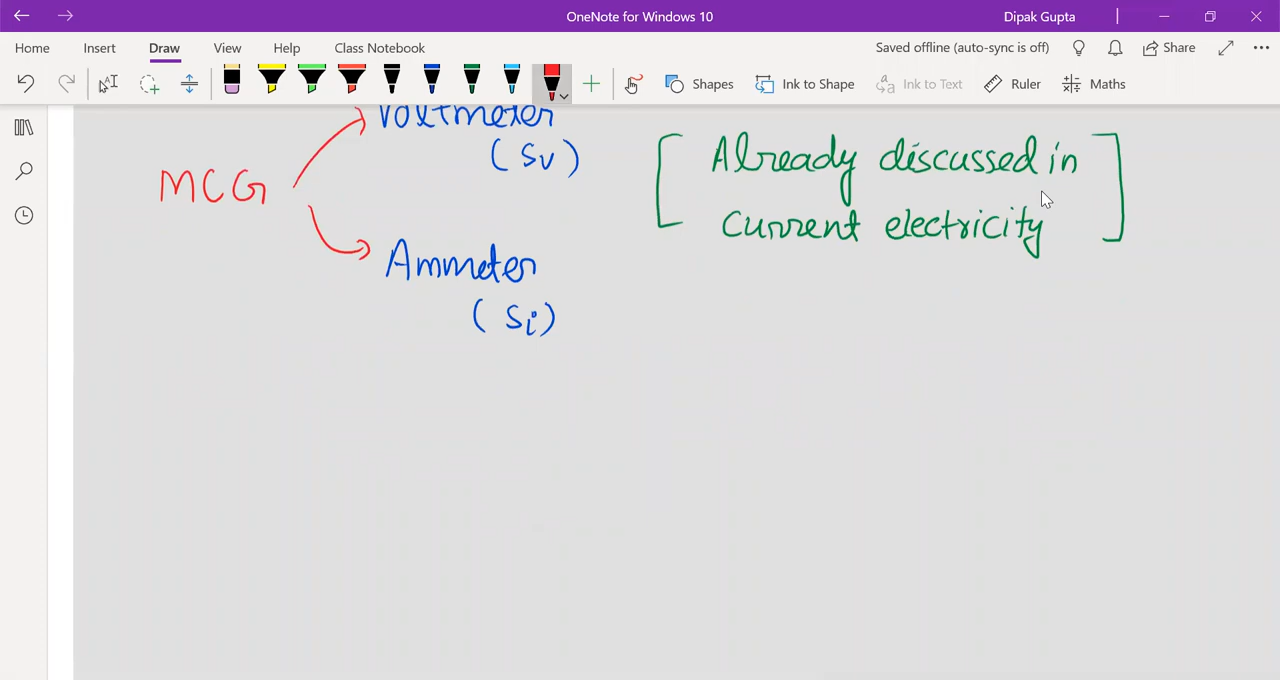 OneNote for Windows 10
Dipak Gupta
Home Insert Draw View Help Class Notebook
Saved offline (auto-sync is off)
Share
Shapes
Ink to Shape
Ink to Text
Ruler
Maths
Voltmeter
(Sv)
MCG
Ammeter
(Si)
[ Already discussed in
Current electricity ]